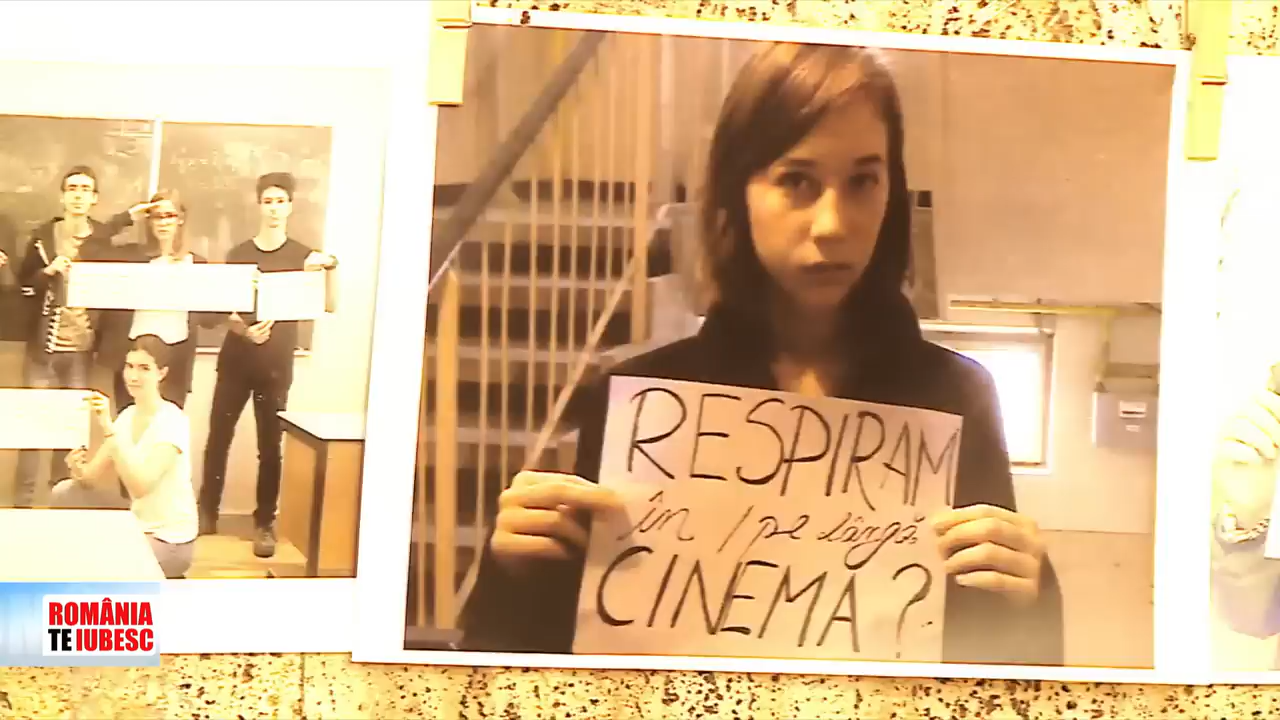 RESPIRAM
în / pe lângă
CINEMA?
ROMÂNIA
TE IUBESC